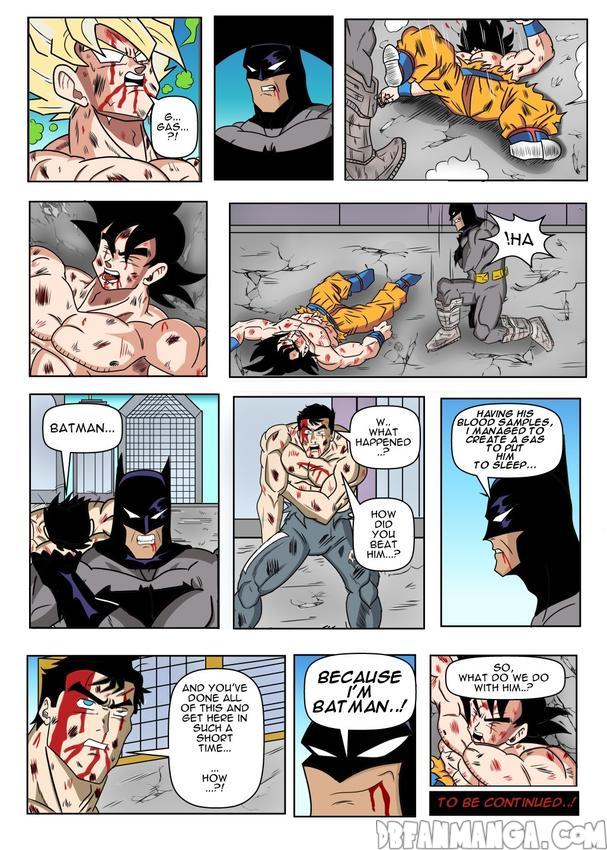 G...
GAS...
?!
!HA
BATMAN...
W..
WHAT
HAPPENED
..?
HOW
DID
YOU
BEAT
HIM...?
HAVING HIS
BLOOD SAMPLES,
I MANAGED TO
CREATE A GAS
TO PUT
HIM
TO SLEEP...
AND YOU'VE
DONE ALL
OF THIS AND
GET HERE IN
SUCH A
SHORT
TIME...
...
HOW
...?!
BECAUSE
I'M
BATMAN..!
SO,
WHAT DO WE DO
WITH HIM..?
TO BE CONTINUED..!
DBFANMANGA.COM